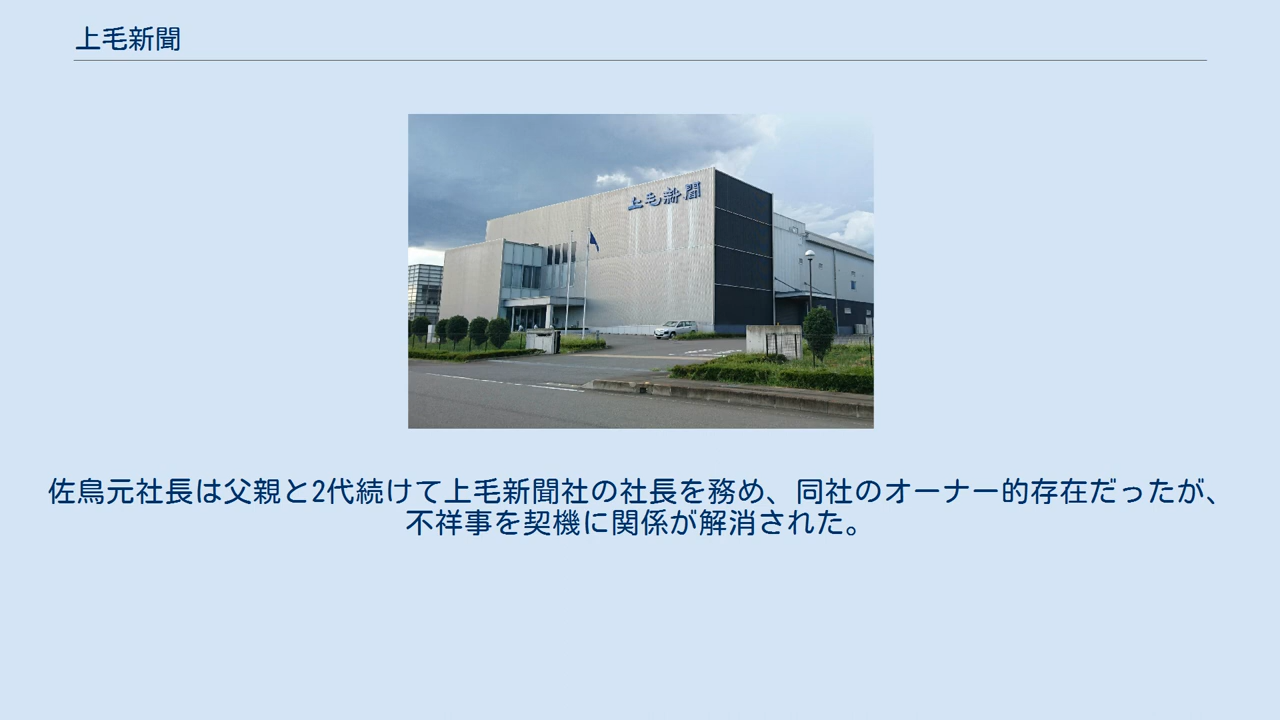 上毛新聞
上毛新聞
佐鳥元社長は父親と2代続けて上毛新聞社の社長を務め、同社のオーナー的存在だったが、
不祥事を契機に関係が解消された。